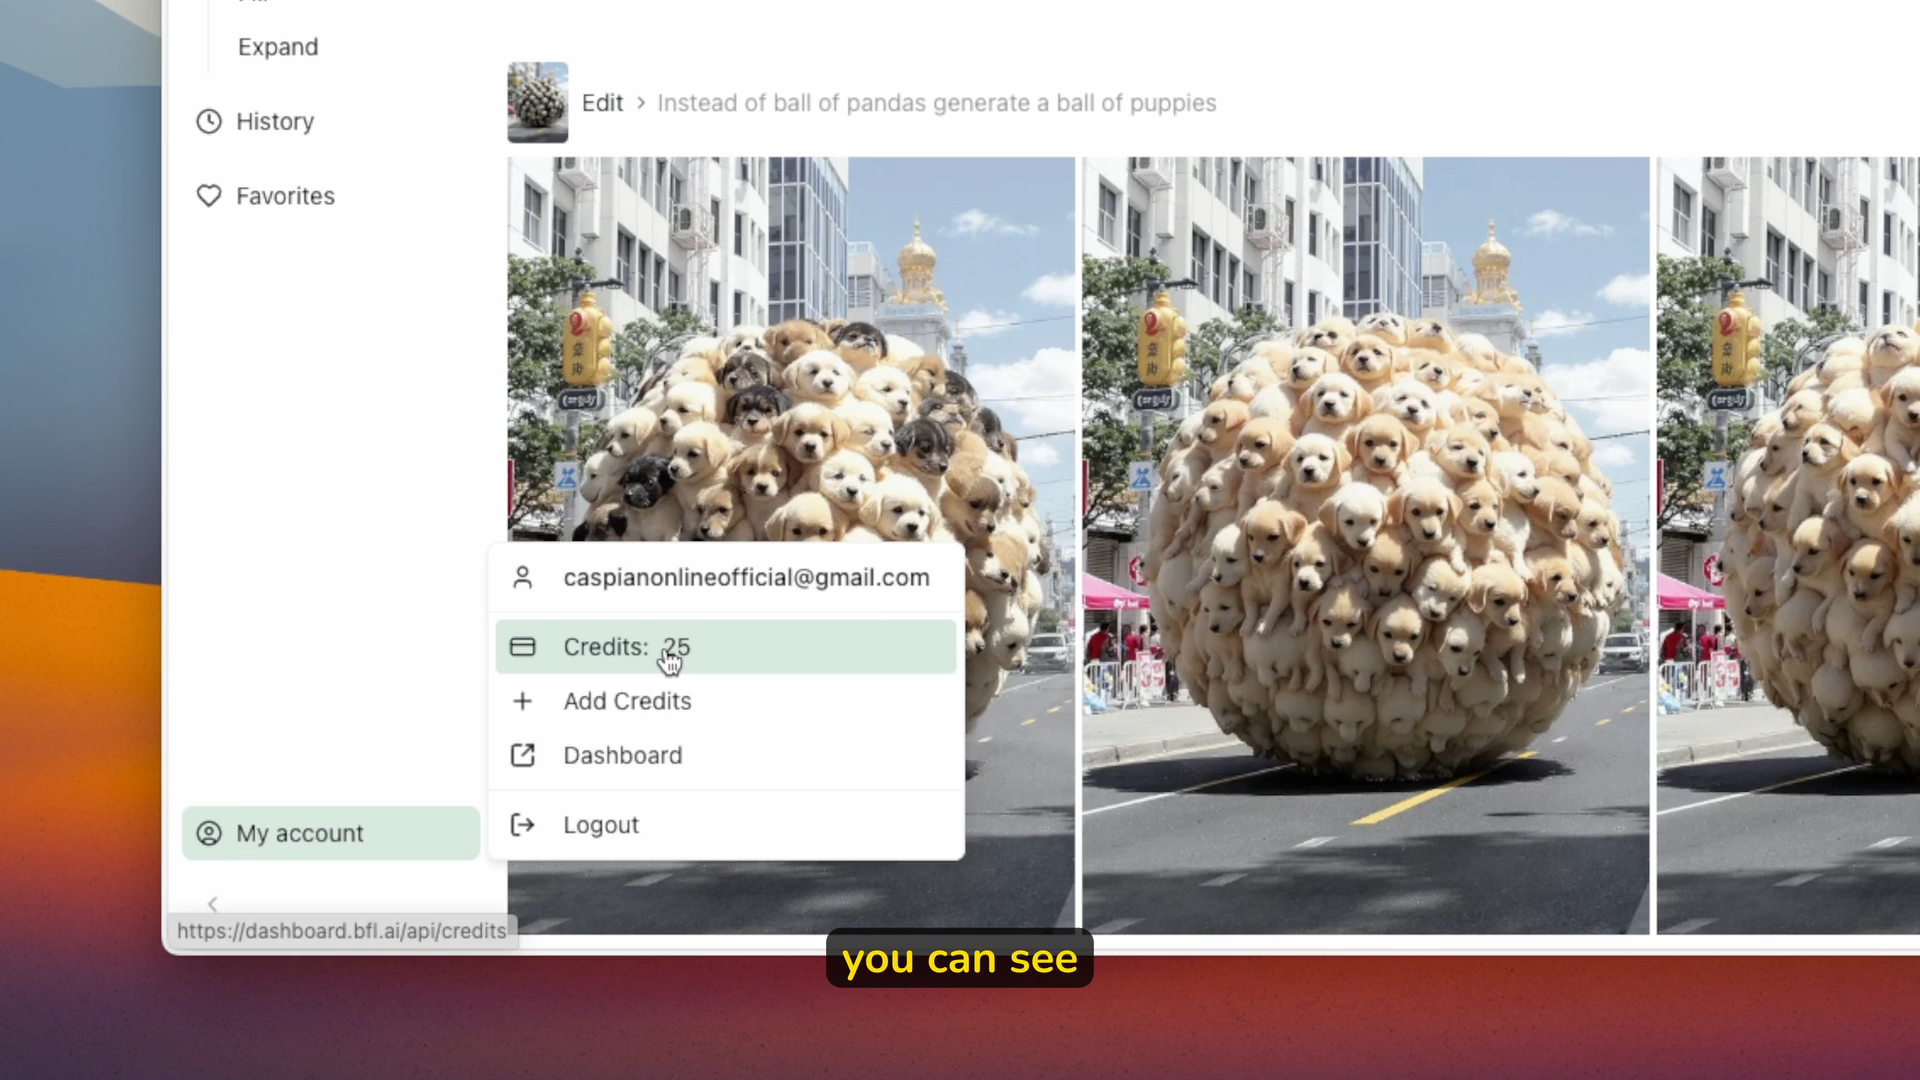 Expand
History
Favorites
Edit > Instead of ball of pandas generate a ball of puppies
caspianonlineofficial@gmail.com
Credits: 25
Add Credits
Dashboard
Logout
My account
https://dashboard.bfl.ai/api/credits
you can see